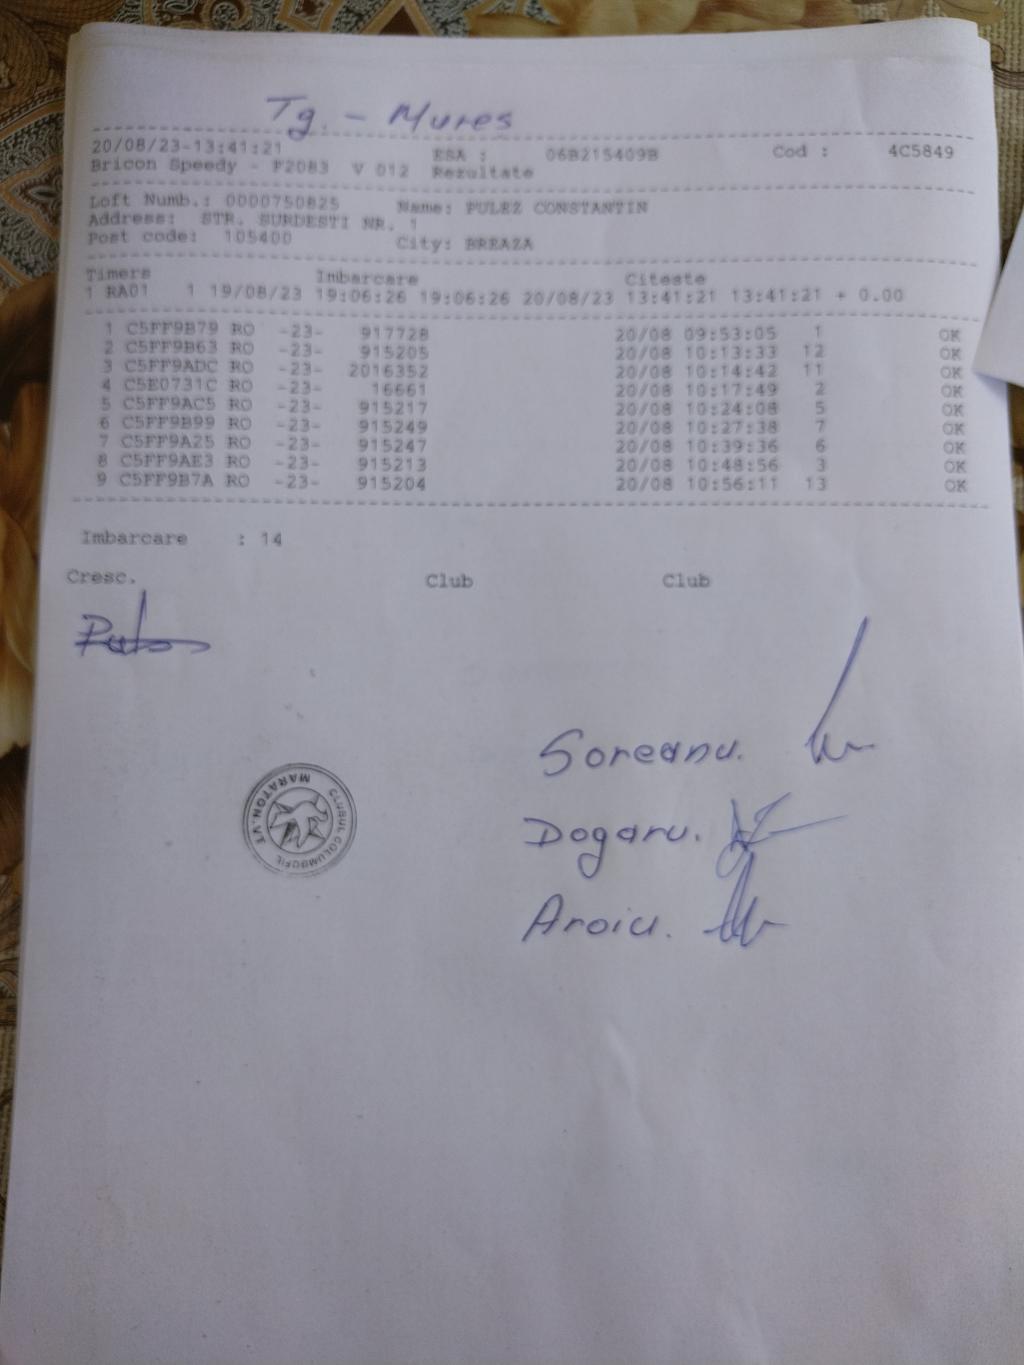 Tg. - Mures
20/08/23-13:41:21 ESA : 06B215409B Cod : 4C5849
Bricon Speedy - F2083 V 012 Rezultate
Loft Numb.: 0000750825 Name: PULEZ CONSTANTIN
Address: STR. SURDESTI NR. 1
Post code: 105400 City: BREAZA
Timers Imbarcare Citeste
1 RA01 1 19/08/23 19:06:26 19:06:26 20/08/23 13:41:21 13:41:21 + 0.00
1 C5FF9B79 RO -23- 917728 20/08 09:53:05 1 OK
2 C5FF9B63 RO -23- 915205 20/08 10:13:33 12 OK
3 C5FF9ADC RO -23- 2016352 20/08 10:14:42 11 OK
4 C5E0731C RO -23- 16661 20/08 10:17:49 2 OK
5 C5FF9AC5 RO -23- 915217 20/08 10:24:08 5 OK
6 C5FF9B99 RO -23- 915249 20/08 10:27:38 7 OK
7 C5FF9A25 RO -23- 915247 20/08 10:39:36 6 OK
8 C5FF9AE3 RO -23- 915213 20/08 10:48:56 3 OK
9 C5FF9B7A RO -23- 915204 20/08 10:56:11 13 OK
Imbarcare : 14
Cresc. Club Club
Soreanu.
CLUBUL COLUMBOFIL MARATON.VT
Dogaru.
Aroiu.